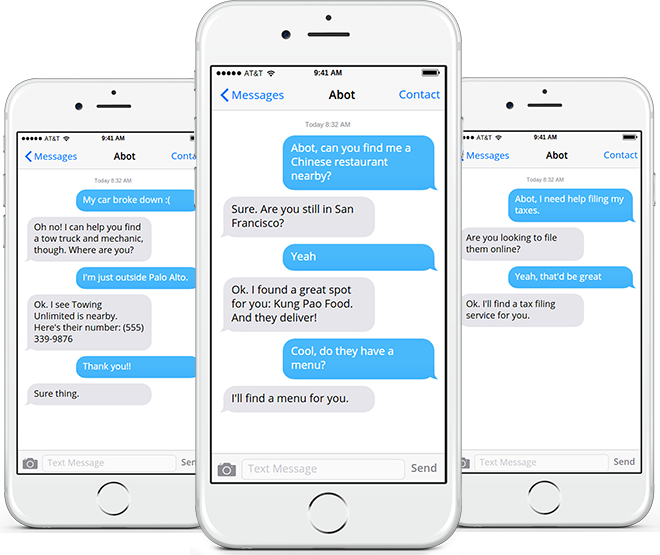 ●●●●● AT&T 9:41 AM
Messages Abot Conta
Today 8:32 AM
My car broke down :(
Oh no! I can help you find
a tow truck and mechanic,
though. Where are you?
I'm just outside Palo Alto.
Ok. I see Towing
Unlimited is nearby.
Here's their number: (555)
339-9876
Thank you!!
Sure thing.
Text Message Sen
●●●●● AT&T 9:41 AM
Messages Abot Contact
Today 8:32 AM
Abot, can you find me a
Chinese restaurant
nearby?
Sure. Are you still in San
Francisco?
Yeah
Ok. I found a great spot
for you: Kung Pao Food.
And they deliver!
Cool, do they have a
menu?
I'll find a menu for you.
Text Message Send
AT&T 9:41 AM
Messages Abot Contact
Today 8:32 AM
Abot, I need help filing my
taxes.
Are you looking to file
them online?
Yeah, that'd be great
Ok. I'll find a tax filing
service for you.
Text Message Send